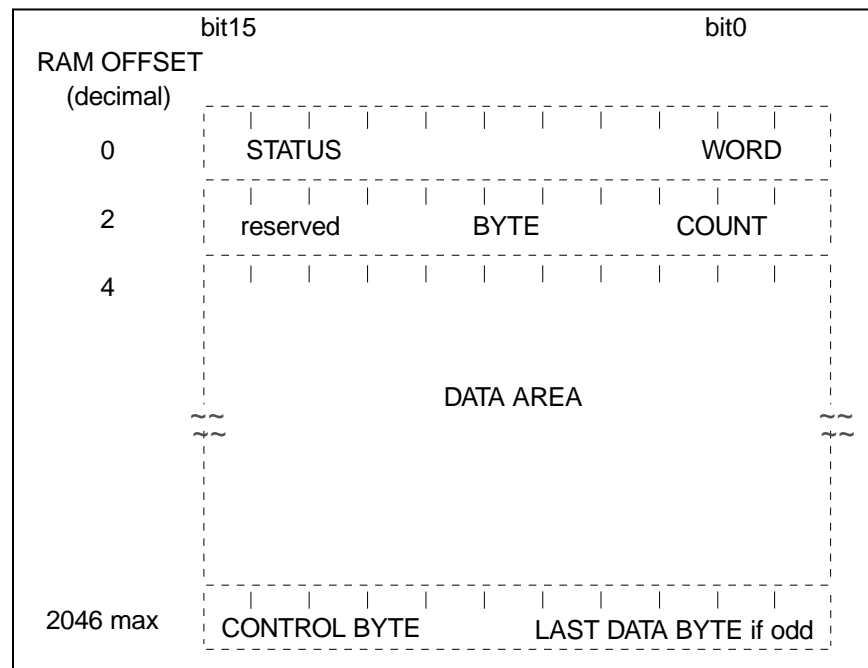 bit15 bit0
RAM OFFSET
(decimal)
0 STATUS WORD
2 reserved BYTE COUNT
4
DATA AREA
2046 max CONTROL BYTE LAST DATA BYTE if odd